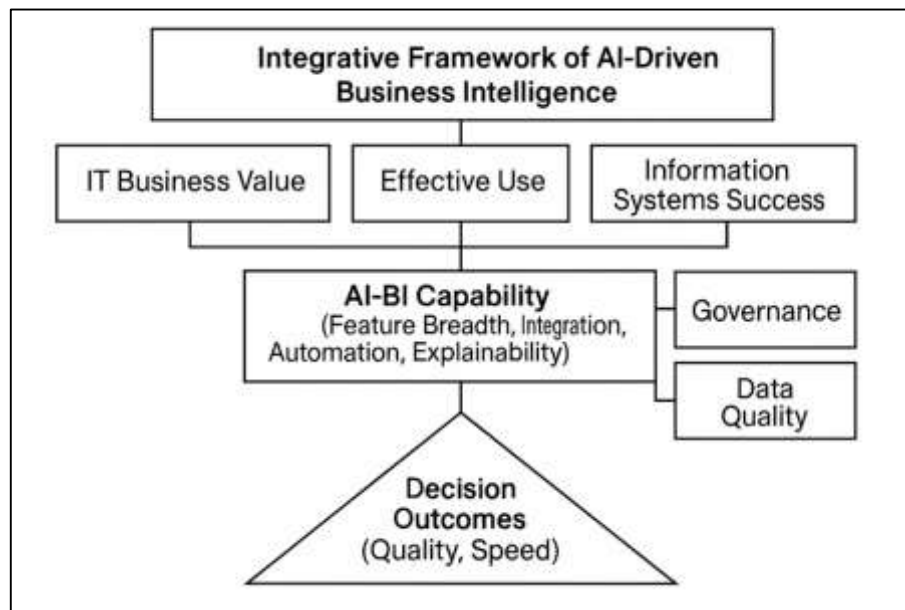 Integrative Framework of AI-Driven
Business Intelligence
IT Business Value
Effective Use
Information
Systems Success
AI-BI Capability
(Feature Breadth, Integration,
Automation, Explainability)
Governance
Data
Quality
Decision
Outcomes
(Quality, Speed)